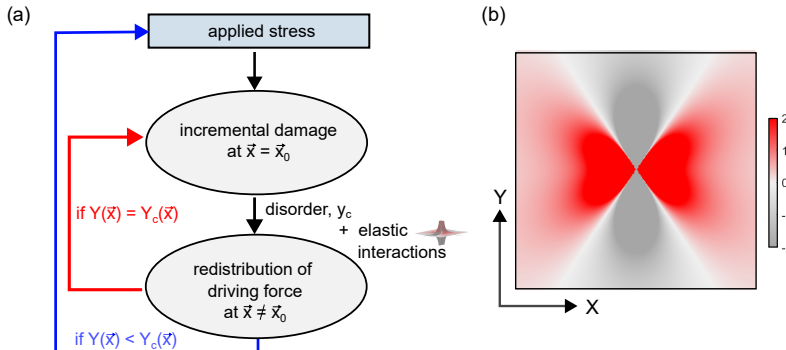 (a)
applied stress
incremental damage
at x⃗ = x⃗₀
if Y(x⃗) = Y_c(x⃗)
disorder, y_c
+ elastic
interactions
redistribution of
driving force
at x⃗ ≠ x⃗₀
if Y(x⃗) < Y_c(x⃗)
(b)
2
1
0
-
-
Y
X